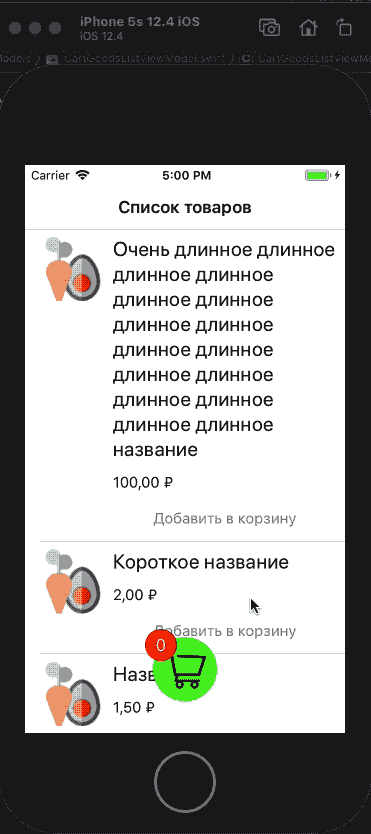 iPhone 5s 12.4 iOS
iOS 12.4
CartGoodsListViewModel.swift
CartGoodsListViewMo
Carrier
5:00 PM
Список товаров
Очень длинное длинное
длинное длинное
длинное длинное
длинное длинное
длинное длинное
длинное длинное
длинное длинное
длинное длинное
название
100,00 ₽
Добавить в корзину
Короткое название
2,00 ₽
Добавить в корзину
0
Назв
1,50 ₽